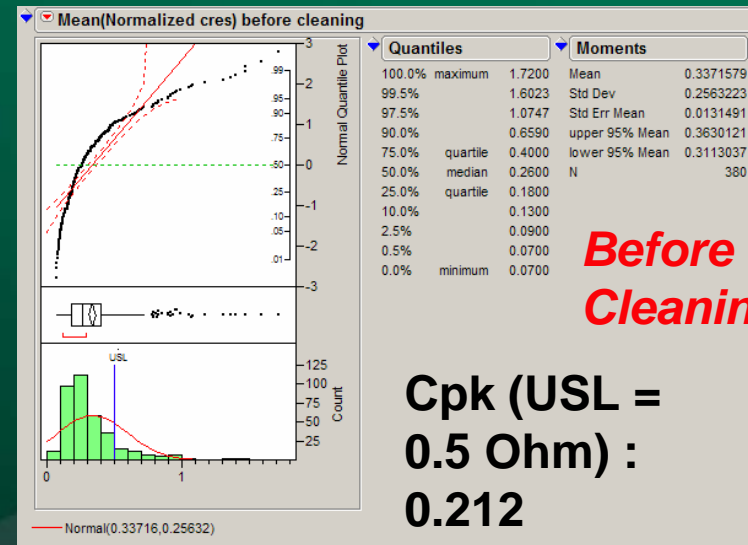 Mean(Normalized cres) before cleaning
3
2
1
0
-1
-2
-3
.99
.95
.90
.75
.50
.25
.10
.05
.01
Normal Quantile Plot
USL
125
100
75
50
25
Count
0
1
Normal(0.33716,0.25632)
Quantiles
100.0% maximum 1.7200
99.5% 1.6023
97.5% 1.0747
90.0% 0.6590
75.0% quartile 0.4000
50.0% median 0.2600
25.0% quartile 0.1800
10.0% 0.1300
2.5% 0.0900
0.5% 0.0700
0.0% minimum 0.0700
Moments
Mean 0.3371579
Std Dev 0.2563223
Std Err Mean 0.0131491
upper 95% Mean 0.3630121
lower 95% Mean 0.3113037
N 380
Before
Cleanin
Cpk (USL =
0.5 Ohm) :
0.212